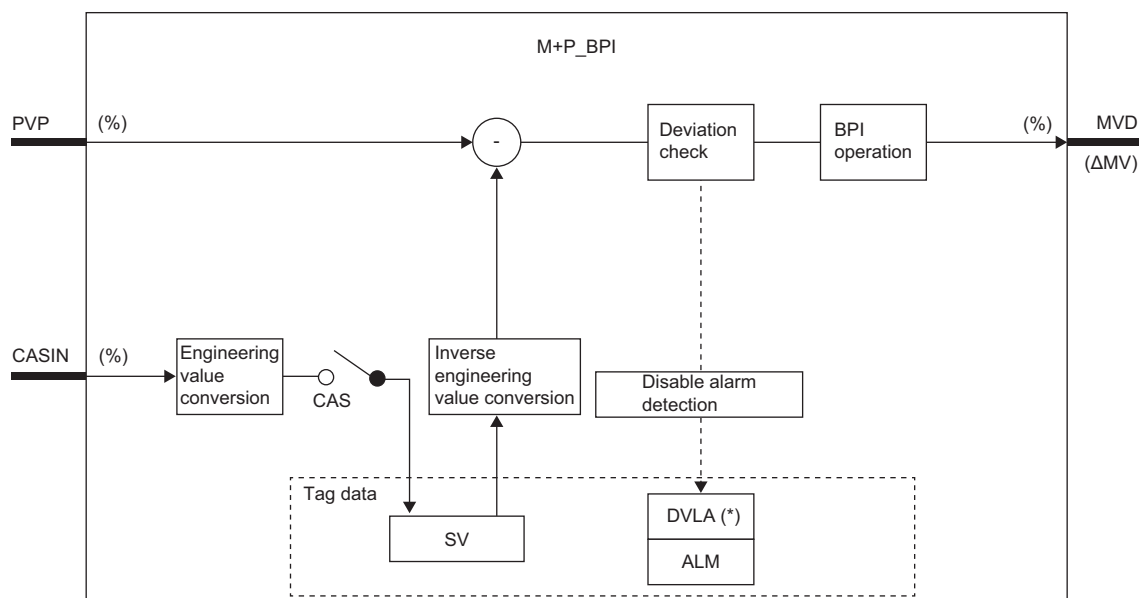 M+P_BPI
PVP
(%)
-
Deviation
check
BPI
operation
(%)
MVD
(ΔMV)
CASIN
(%)
Engineering
value
conversion
CAS
Inverse
engineering
value conversion
Disable alarm
detection
Tag data
SV
DVLA (*)
ALM